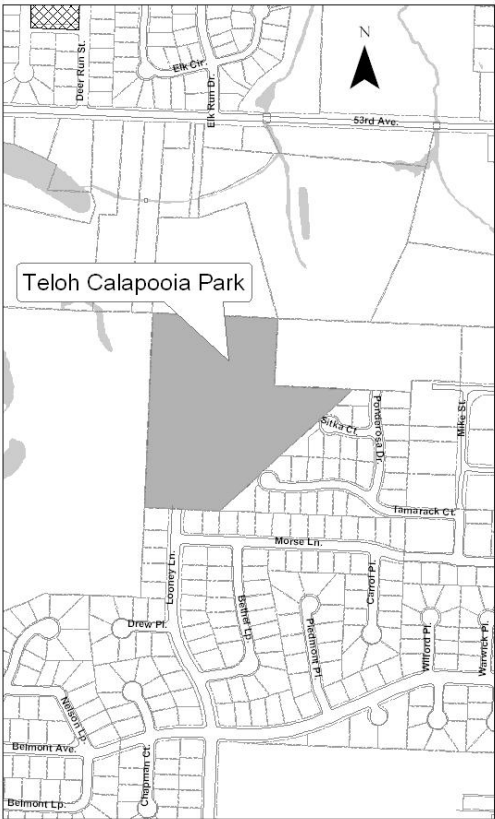 Deer Run St.
Elk Cir.
Elk Run Dr.
N
53rd Ave.
Teloh Calapooia Park
Sitka Ct.
Ponderosa Dr.
Mike St.
Tamarack Ct.
Morse Ln.
Looney Ln.
Bethel Lp.
Carrol Pl.
Drew Pl.
Piedmont Pl.
Wilford Pl.
Warwick Pl.
Nelson Lp.
Belmont Ave.
Chapman Ct.
Belmont Lp.